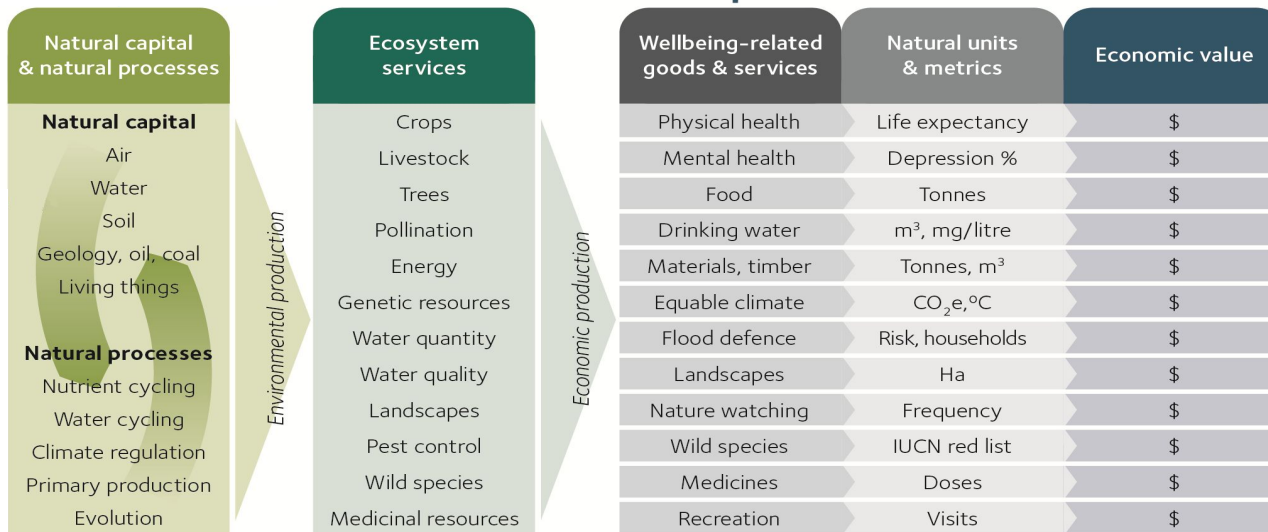 Natural capital
& natural processes
Ecosystem
services
Wellbeing-related
goods & services
Natural units
& metrics
Economic value
Natural capital
Air
Water
Soil
Geology, oil, coal
Living things
Natural processes
Nutrient cycling
Water cycling
Climate regulation
Primary production
Evolution
Environmental production
Crops
Livestock
Trees
Pollination
Energy
Genetic resources
Water quantity
Water quality
Landscapes
Pest control
Wild species
Medicinal resources
Economic production
Physical health Life expectancy $
Mental health Depression % $
Food Tonnes $
Drinking water m³, mg/litre $
Materials, timber Tonnes, m³ $
Equable climate CO₂e,ºC $
Flood defence Risk, households $
Landscapes Ha $
Nature watching Frequency $
Wild species IUCN red list $
Medicines Doses $
Recreation Visits $